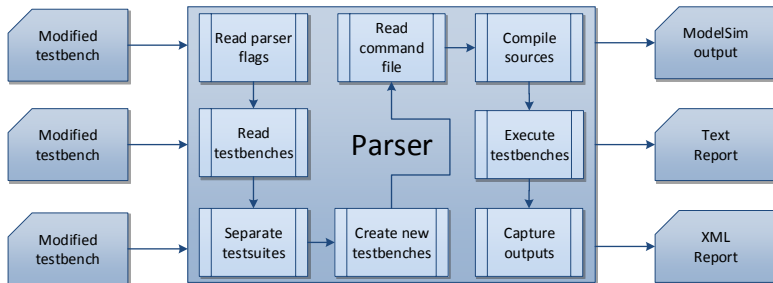 Modified
testbench
Read parser
flags
Read
command
file
Compile
sources
ModelSim
output
Modified
testbench
Read
testbenches
Parser
Execute
testbenches
Text
Report
Modified
testbench
Separate
testsuites
Create new
testbenches
Capture
outputs
XML
Report